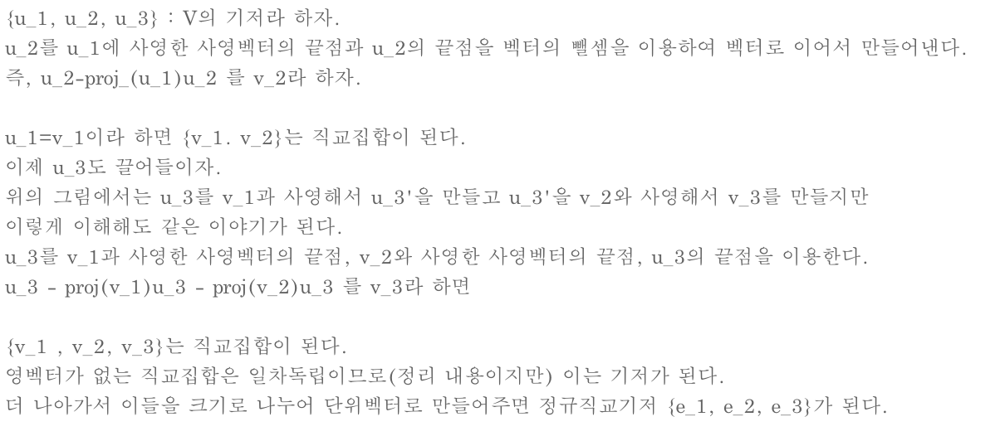 {u_1, u_2, u_3} : V의 기저라 하자.
u_2를 u_1에 사영한 사영벡터의 끝점과 u_2의 끝점을 벡터의 뺄셈을 이용하여 벡터로 이어서 만들어낸다.
즉, u_2-proj_(u_1)u_2 를 v_2라 하자.
u_1=v_1이라 하면 {v_1. v_2}는 직교집합이 된다.
이제 u_3도 끌어들이자.
위의 그림에서는 u_3를 v_1과 사영해서 u_3'을 만들고 u_3'을 v_2와 사영해서 v_3를 만들지만
이렇게 이해해도 같은 이야기가 된다.
u_3를 v_1과 사영한 사영벡터의 끝점, v_2와 사영한 사영벡터의 끝점, u_3의 끝점을 이용한다.
u_3 - proj(v_1)u_3 - proj(v_2)u_3 를 v_3라 하면
{v_1 , v_2, v_3}는 직교집합이 된다.
영벡터가 없는 직교집합은 일차독립이므로(정리 내용이지만) 이는 기저가 된다.
더 나아가서 이들을 크기로 나누어 단위벡터로 만들어주면 정규직교기저 {e_1, e_2, e_3}가 된다.